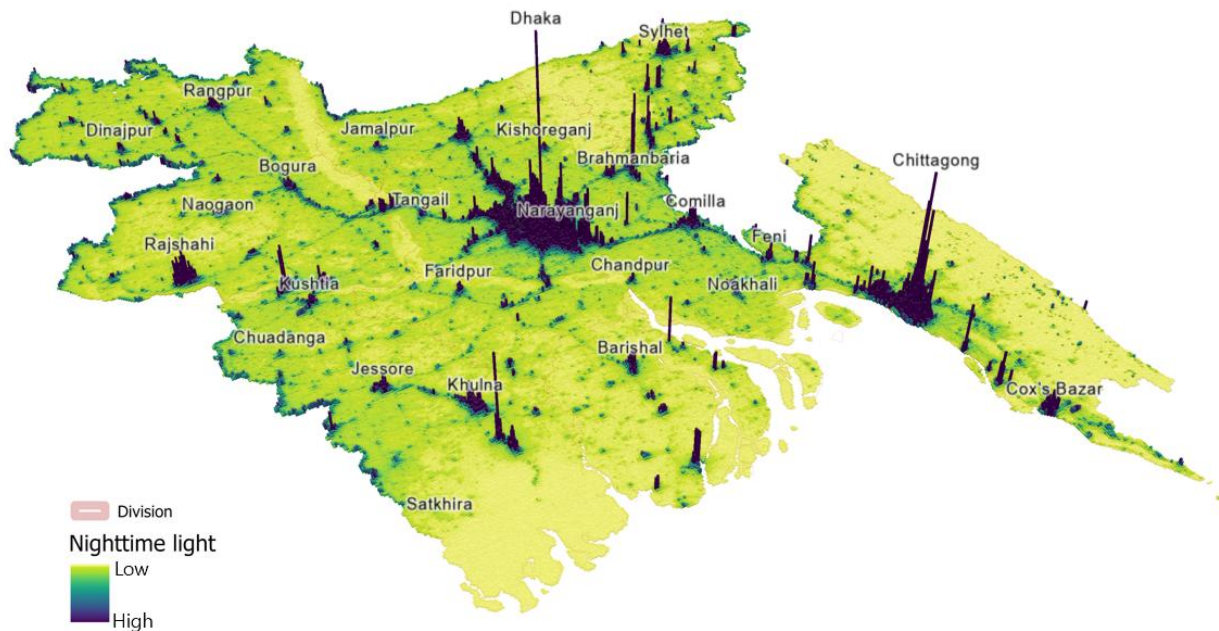 Dhaka
Sylhet
Rangpur
Dinajpur
Jamalpur
Kishoreganj
Bogura
Brahmanbaria
Chittagong
Naogaon
Tangail
Narayanganj
Comilla
Rajshahi
Feni
Kushtia
Faridpur
Chandpur
Noakhali
Chuadanga
Barishal
Jessore
Khulna
Cox's Bazar
Satkhira
Division
Nighttime light
Low
High